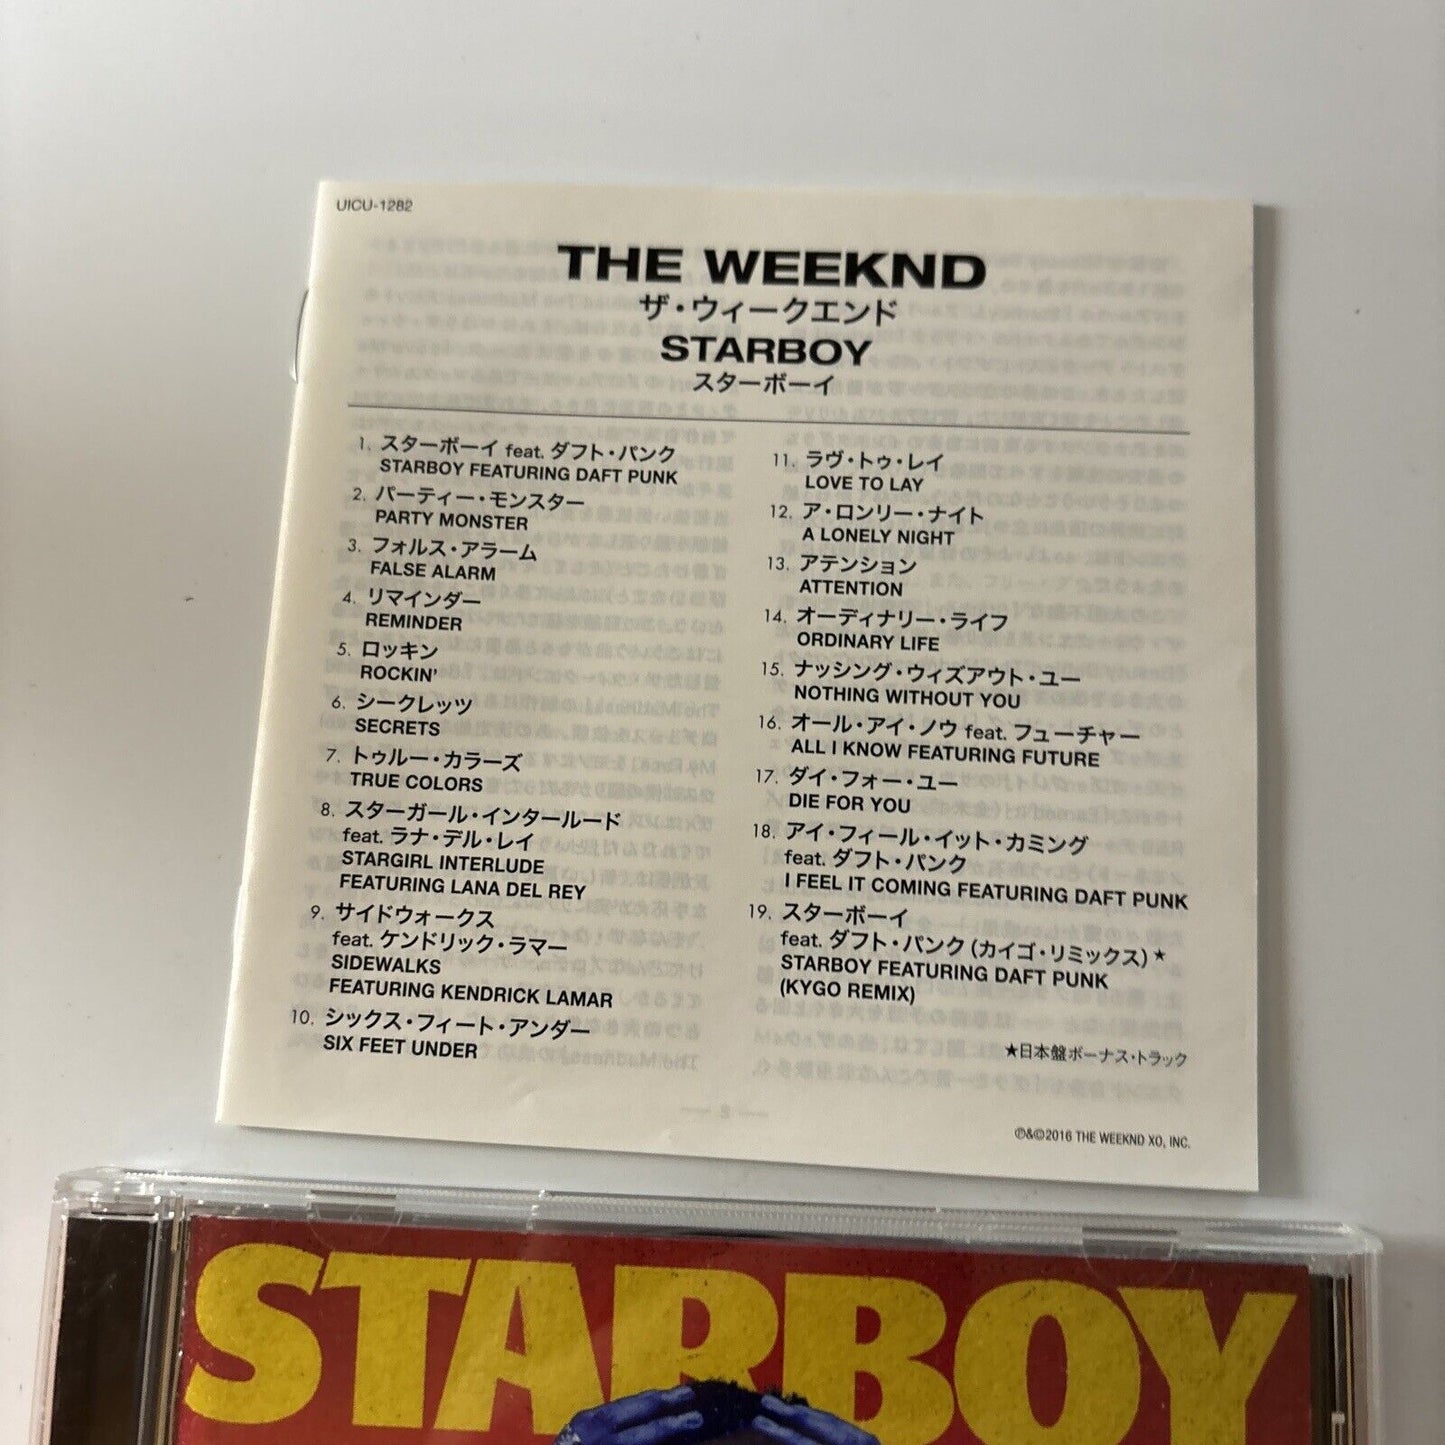 UICU-1282
THE WEEKND
ザ・ウィークエンド
STARBOY
スターボーイ
1. スターボーイ feat. ダフト・パンク
STARBOY FEATURING DAFT PUNK
2. パーティー・モンスター
PARTY MONSTER
3. フォルス・アラーム
FALSE ALARM
4. リマインダー
REMINDER
5. ロッキン
ROCKIN'
6. シークレッツ
SECRETS
7. トゥルー・カラーズ
TRUE COLORS
8. スターガール・インタールード
feat. ラナ・デル・レイ
STARGIRL INTERLUDE
FEATURING LANA DEL REY
9. サイドウォークス
feat. ケンドリック・ラマー
SIDEWALKS
FEATURING KENDRICK LAMAR
10. シックス・フィート・アンダー
SIX FEET UNDER
11. ラヴ・トゥ・レイ
LOVE TO LAY
12. ア・ロンリー・ナイト
A LONELY NIGHT
13. アテンション
ATTENTION
14. オーディナリー・ライフ
ORDINARY LIFE
15. ナッシング・ウィズアウト・ユー
NOTHING WITHOUT YOU
16. オール・アイ・ノウ feat. フューチャー
ALL I KNOW FEATURING FUTURE
17. ダイ・フォー・ユー
DIE FOR YOU
18. アイ・フィール・イット・カミング
feat. ダフト・パンク
I FEEL IT COMING FEATURING DAFT PUNK
19. スターボーイ
feat. ダフト・パンク (カイゴ・リミックス)★
STARBOY FEATURING DAFT PUNK
(KYGO REMIX)
★日本盤ボーナス・トラック
℗&©2016 THE WEEKND XO, INC.
STARBOY